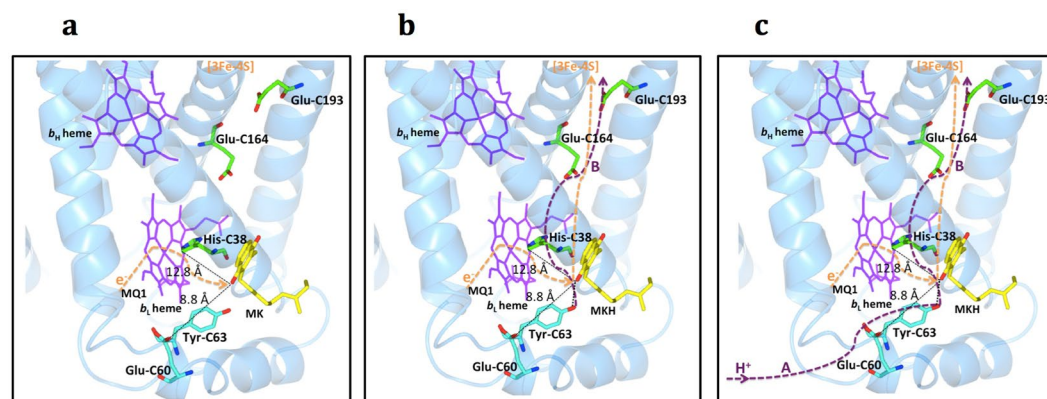 a
b
c
[3Fe-4S]
Glu-C193
bH heme
Glu-C164
His-C38
12.8 Å
e-
MQ1
8.8 Å
bL heme
MK
Tyr-C63
Glu-C60
[3Fe-4S]
Glu-C193
bH heme
Glu-C164
B
His-C38
12.8 Å
e-
MQ1
8.8 Å
bL heme
MKH
Tyr-C63
Glu-C60
[3Fe-4S]
Glu-C193
bH heme
Glu-C164
B
His-C38
12.8 Å
e-
MQ1
8.8 Å
bL heme
MKH
Tyr-C63
Glu-C60
H+
A